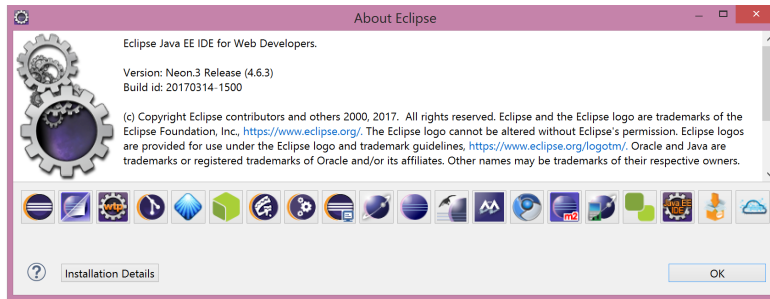 About Eclipse
Eclipse Java EE IDE for Web Developers.
Version: Neon.3 Release (4.6.3)
Build id: 20170314-1500
(c) Copyright Eclipse contributors and others 2000, 2017.  All rights reserved. Eclipse and the Eclipse logo are trademarks of the
Eclipse Foundation, Inc., https://www.eclipse.org/. The Eclipse logo cannot be altered without Eclipse's permission. Eclipse logos
are provided for use under the Eclipse logo and trademark guidelines, https://www.eclipse.org/logotm/. Oracle and Java are
trademarks or registered trademarks of Oracle and/or its affiliates. Other names may be trademarks of their respective owners.
wtp
m2
Java EE
IDE
? Installation Details
OK